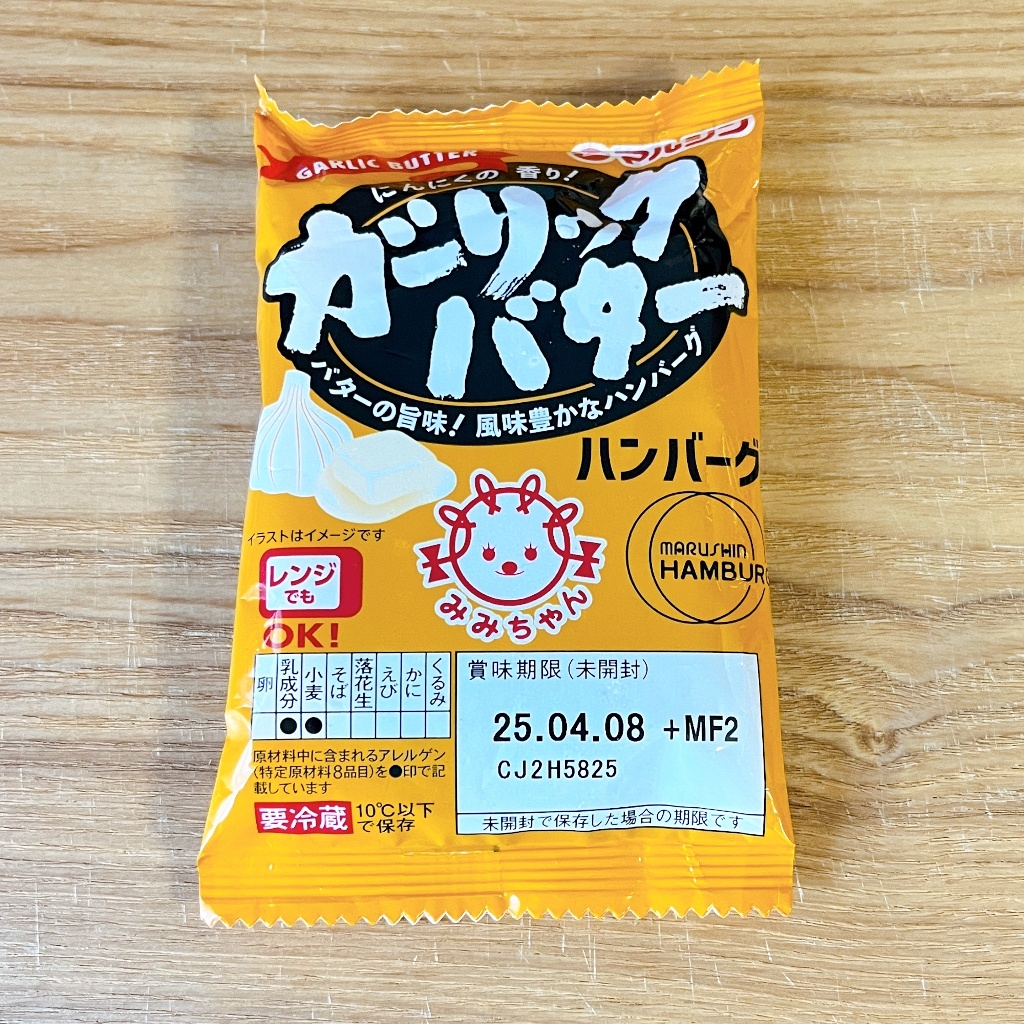 GARLIC BUTTER
マルシン
にんにくの 香り!
ガーリック
バター
バターの旨味! 風味豊かなハンバーグ
ハンバーグ
イラストはイメージです
MARUSHIN
HAMBUR
レンジ
でも
OK!
みみちゃん
卵 乳成分 小麦 そば 落花生 えび かに くるみ
● ●
原材料中に含まれるアレルゲン
(特定原材料8品目)を●印で記
載しています
要冷蔵 10℃以下
で保存
賞味期限(未開封)
25.04.08 +MF2
CJ2H5825
未開封で保存した場合の期限です